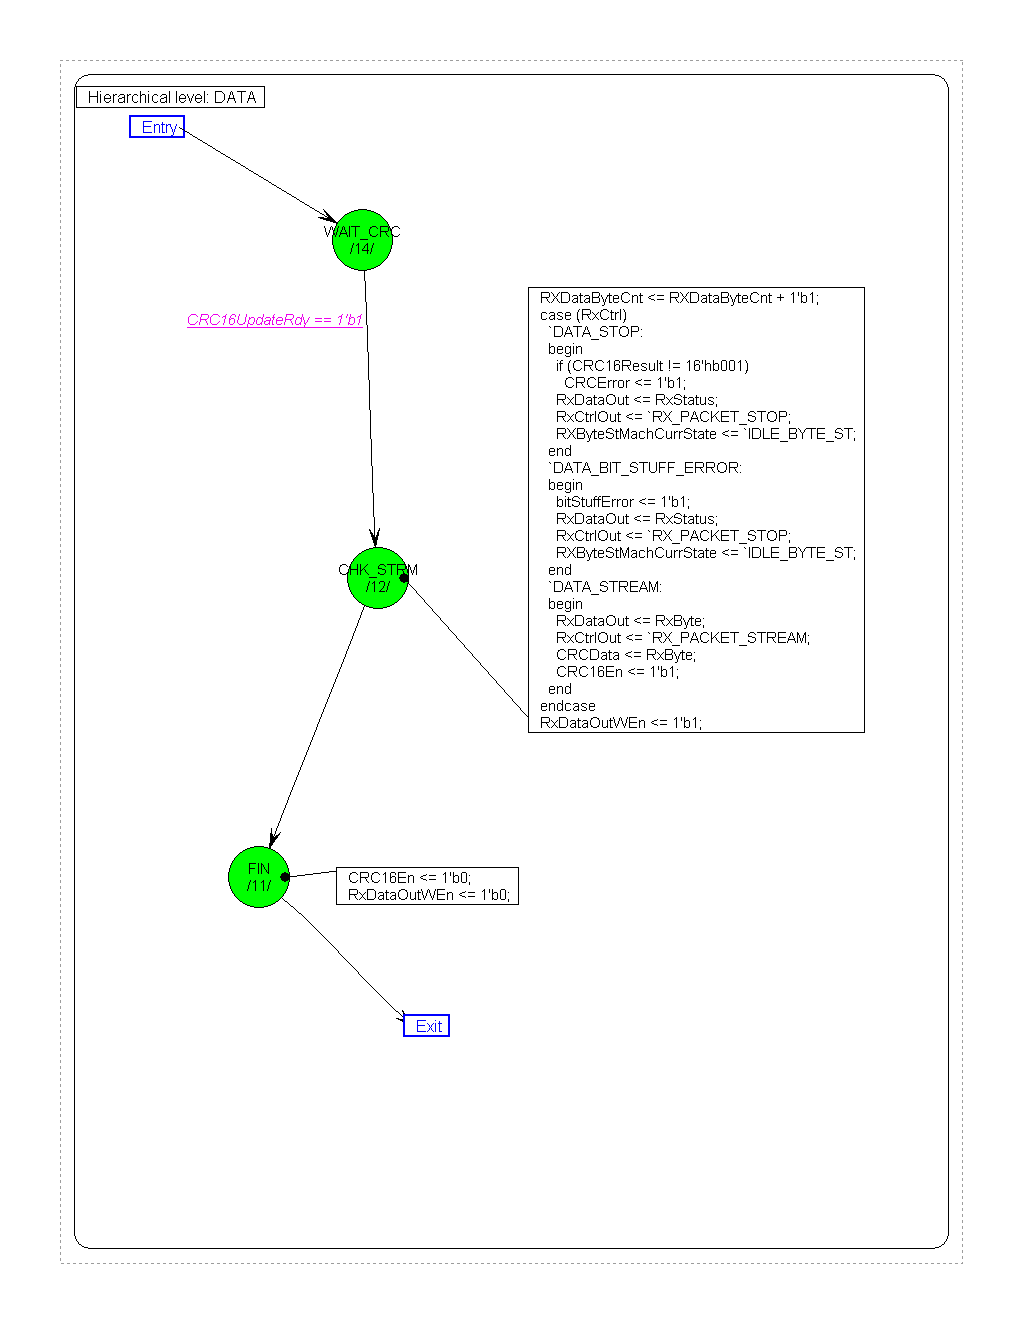 Hierarchical level: DATA
Entry
WAIT_CRC
/14/
CRC16UpdateRdy == 1'b1
RXDataByteCnt <= RXDataByteCnt + 1'b1;
case (RxCtrl)
`DATA_STOP:
begin
if (CRC16Result != 16'hb001)
CRCError <= 1'b1;
RxDataOut <= RxStatus;
RxCtrlOut <= `RX_PACKET_STOP;
RXByteStMachCurrState <= `IDLE_BYTE_ST;
end
`DATA_BIT_STUFF_ERROR:
begin
bitStuffError <= 1'b1;
RxDataOut <= RxStatus;
RxCtrlOut <= `RX_PACKET_STOP;
RXByteStMachCurrState <= `IDLE_BYTE_ST;
end
`DATA_STREAM:
begin
RxDataOut <= RxByte;
RxCtrlOut <= `RX_PACKET_STREAM;
CRCData <= RxByte;
CRC16En <= 1'b1;
end
endcase
RxDataOutWEn <= 1'b1;
CHK_STRM
/12/
FIN
/11/
CRC16En <= 1'b0;
RxDataOutWEn <= 1'b0;
Exit